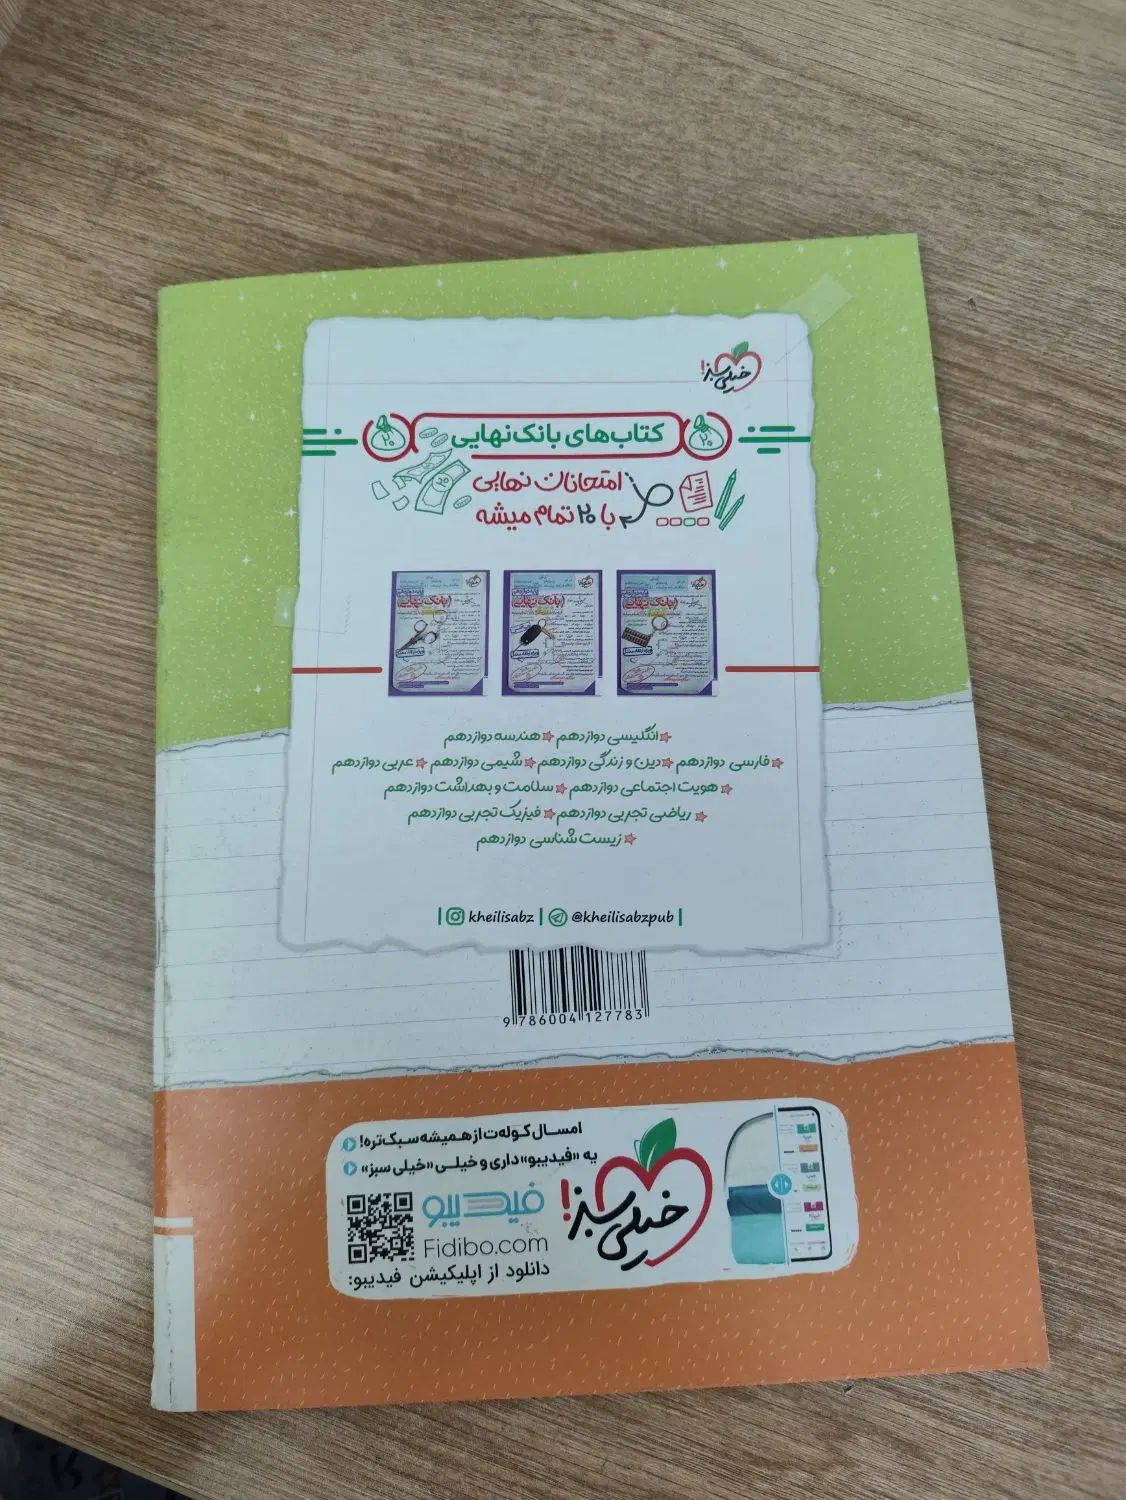 خیلی سبز!
کتاب‌های بانک نهایی
امتحانات نهایی
با ۲۰ تمام میشه
انگلیسی دوازدهم هندسه دوازدهم
فارسی دوازدهم دین و زندگی دوازدهم شیمی دوازدهم عربی دوازدهم
هویت اجتماعی دوازدهم سلامت و بهداشت دوازدهم
ریاضی تجربی دوازدهم فیزیک تجربی دوازدهم
زیست شناسی دوازدهم
| kheilisabz | @kheilisabzpub |
9 786004 127783
امسال کوله‌ت از همیشه سبک‌تره!
یه «فیدیبو» داری و خیلی «خیلی سبز»
خیلی سبز!
فیدیبو
Fidibo.com
دانلود از اپلیکیشن فیدیبو: